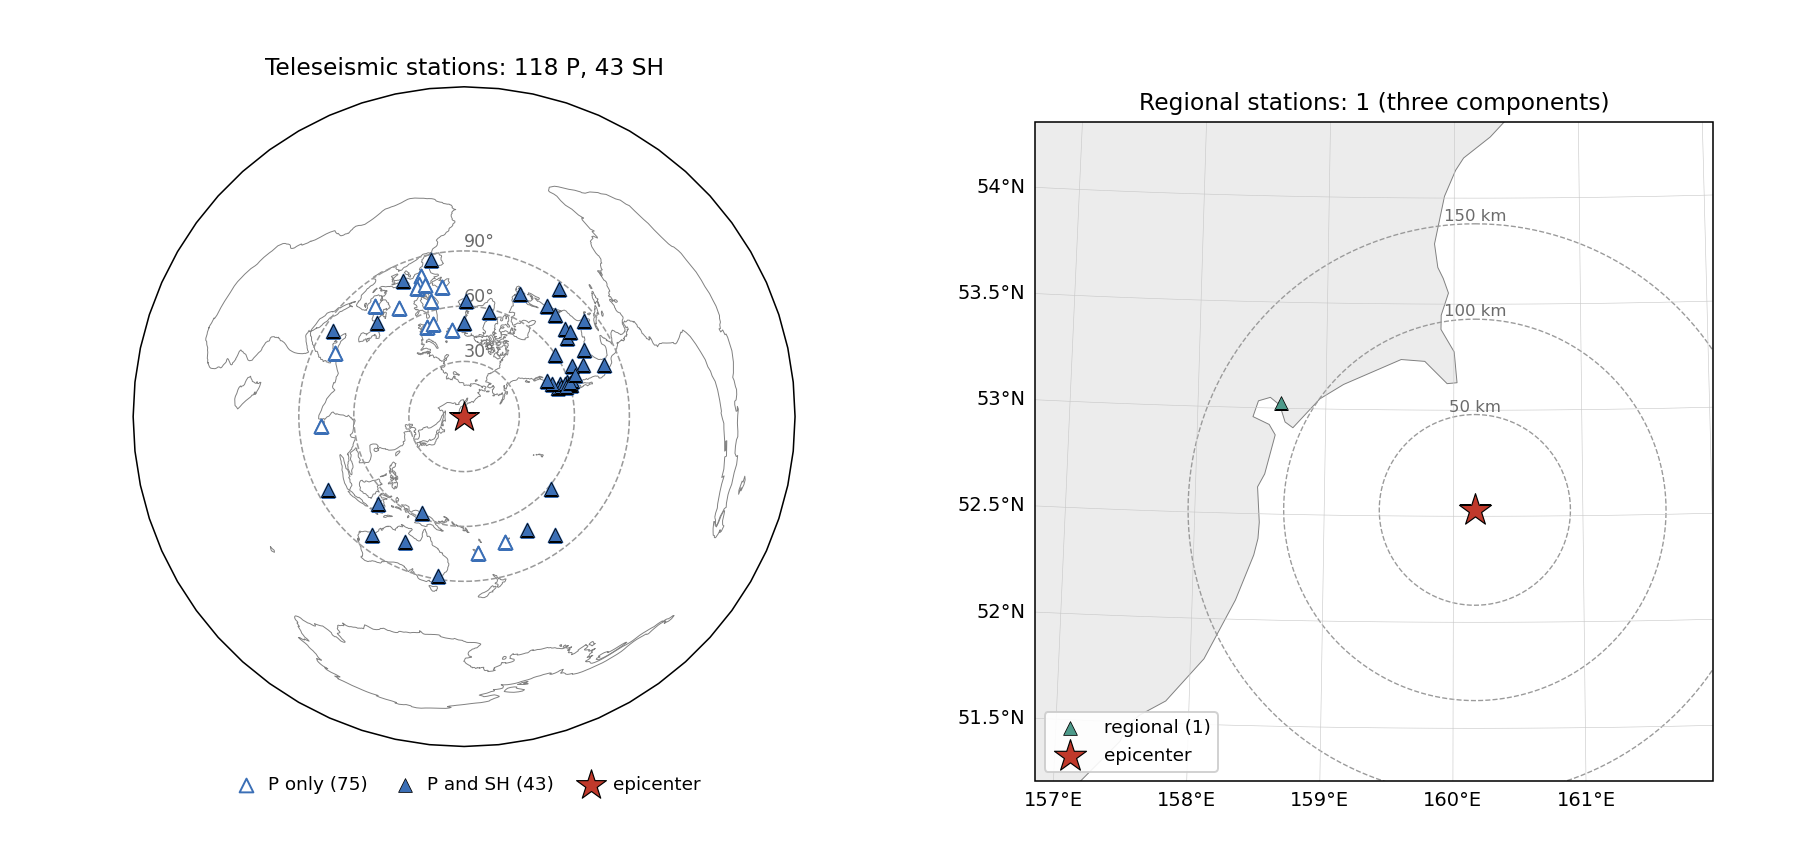 Teleseismic stations: 118 P, 43 SH
90°
60°
30°
P only (75)
P and SH (43)
epicenter
Regional stations: 1 (three components)
54°N
53.5°N
53°N
52.5°N
52°N
51.5°N
150 km
100 km
50 km
regional (1)
epicenter
157°E
158°E
159°E
160°E
161°E